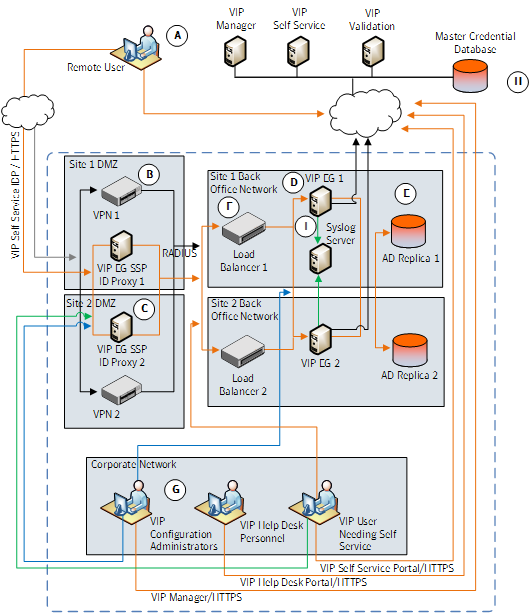 VIP
Manager
VIP
Self Service
VIP
Validation
Master Credential
Database
A
Remote User
H
VIP Self Service IDP / HTTPS
Site 1 DMZ
B
VPN 1
VIP EG SSP
ID Proxy 1
RADIUS
Site 2 DMZ
C
VIP EG SSP
ID Proxy 2
VPN 2
Site 1 Back
Office Network
D
VIP EG 1
E
F
I
Syslog
Server
Load
Balancer 1
AD Replica 1
Site 2 Back
Office Network
VIP EG 2
Load
Balancer 2
AD Replica 2
Corporate Network
G
VIP
Configuration
Administrators
VIP Help Desk
Personnel
VIP User
Needing Self
Service
VIP Self Service Portal/HTTPS
VIP Help Desk Portal/HTTPS
VIP Manager/HTTPS